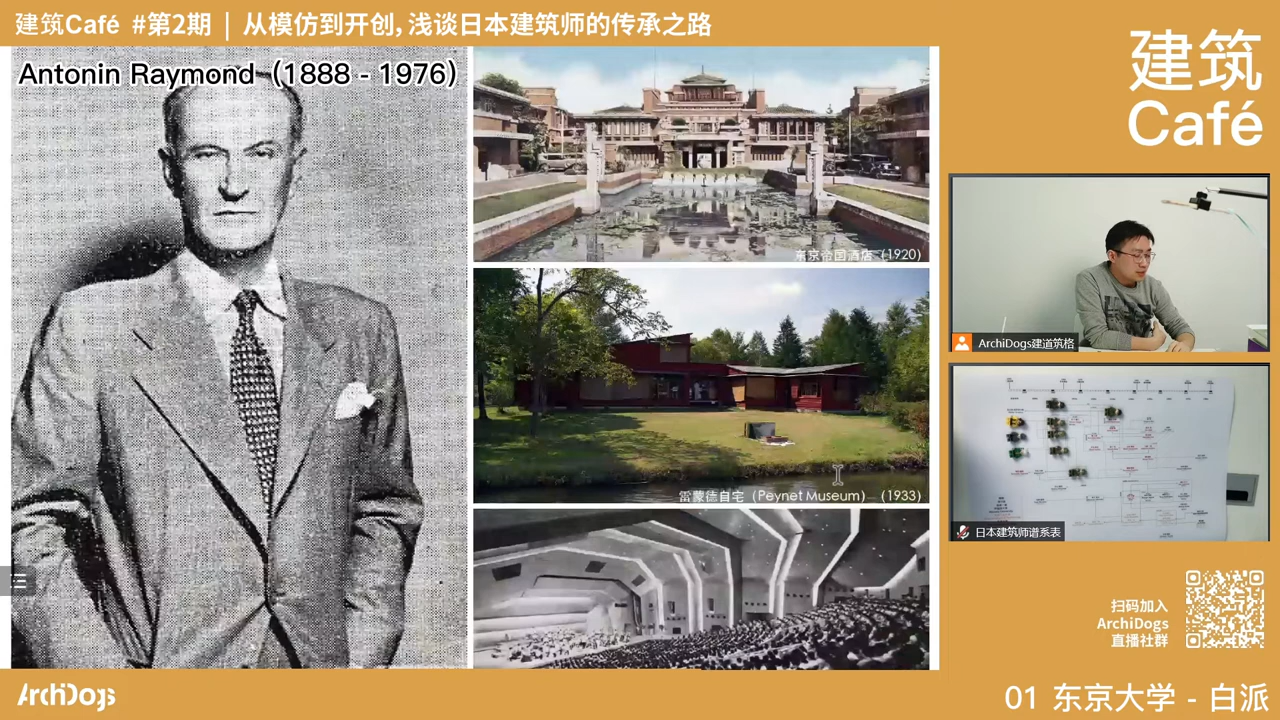 建筑Café #第2期 | 从模仿到开创, 浅谈日本建筑师的传承之路
建筑
Café
Antonin Raymond（1888 - 1976）
东京帝国酒店（1920）
雷蒙德自宅（Peynet Museum）（1933）
ArchiDogs建道筑格
日本建筑师谱系表
扫码加入
ArchiDogs
直播社群
ArchiDogs
01 东京大学 - 白派